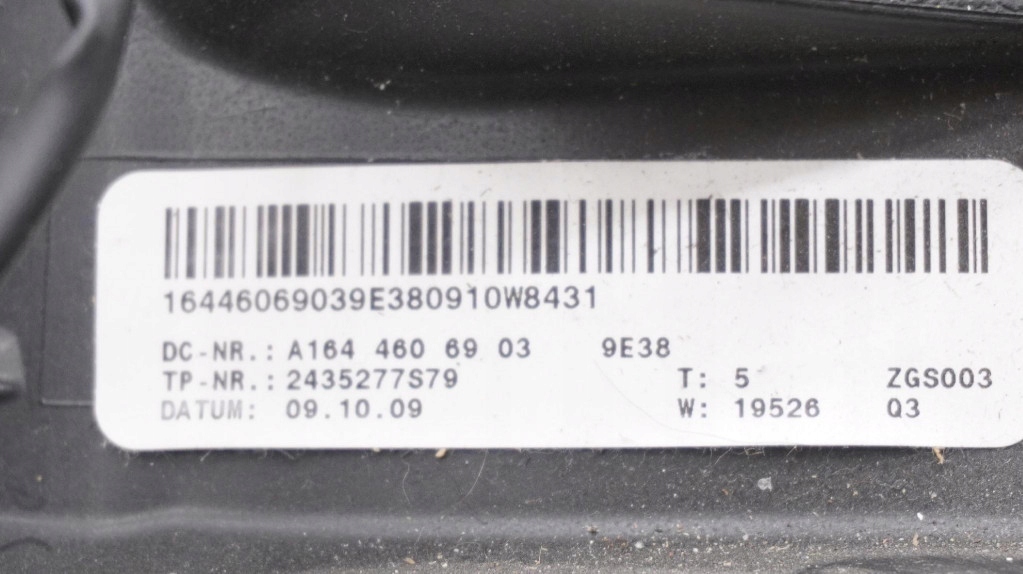 16446069039E380910W8431
DC-NR.: A164 460 69 03 9E38
TP-NR.: 2435277S79 T: 5 ZGS003
DATUM: 09.10.09 W: 19526 Q3